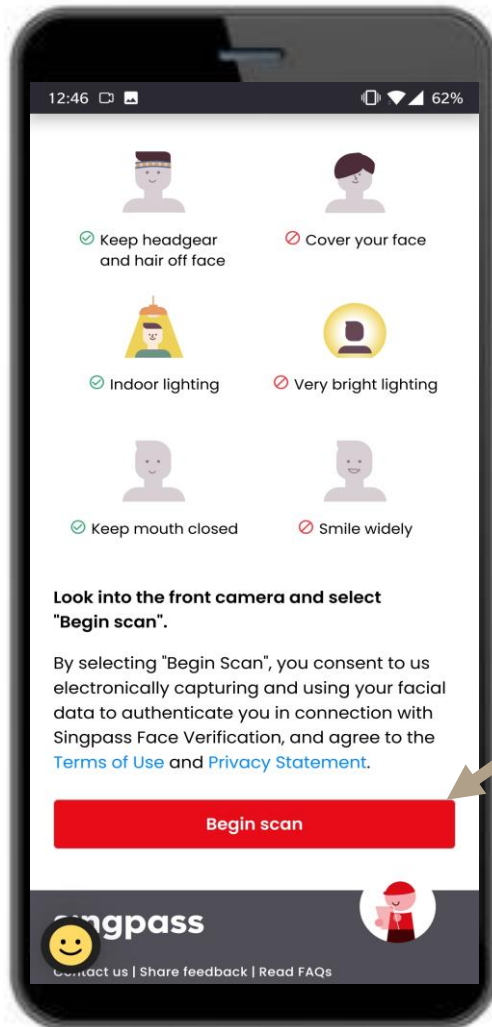 12:46 62%
Keep headgear
and hair off face
Cover your face
Indoor lighting
Very bright lighting
Keep mouth closed
Smile widely
Look into the front camera and select
"Begin scan".
By selecting "Begin Scan", you consent to us
electronically capturing and using your facial
data to authenticate you in connection with
Singpass Face Verification, and agree to the
Terms of Use and Privacy Statement.
Begin scan
singpass
Contact us | Share feedback | Read FAQs